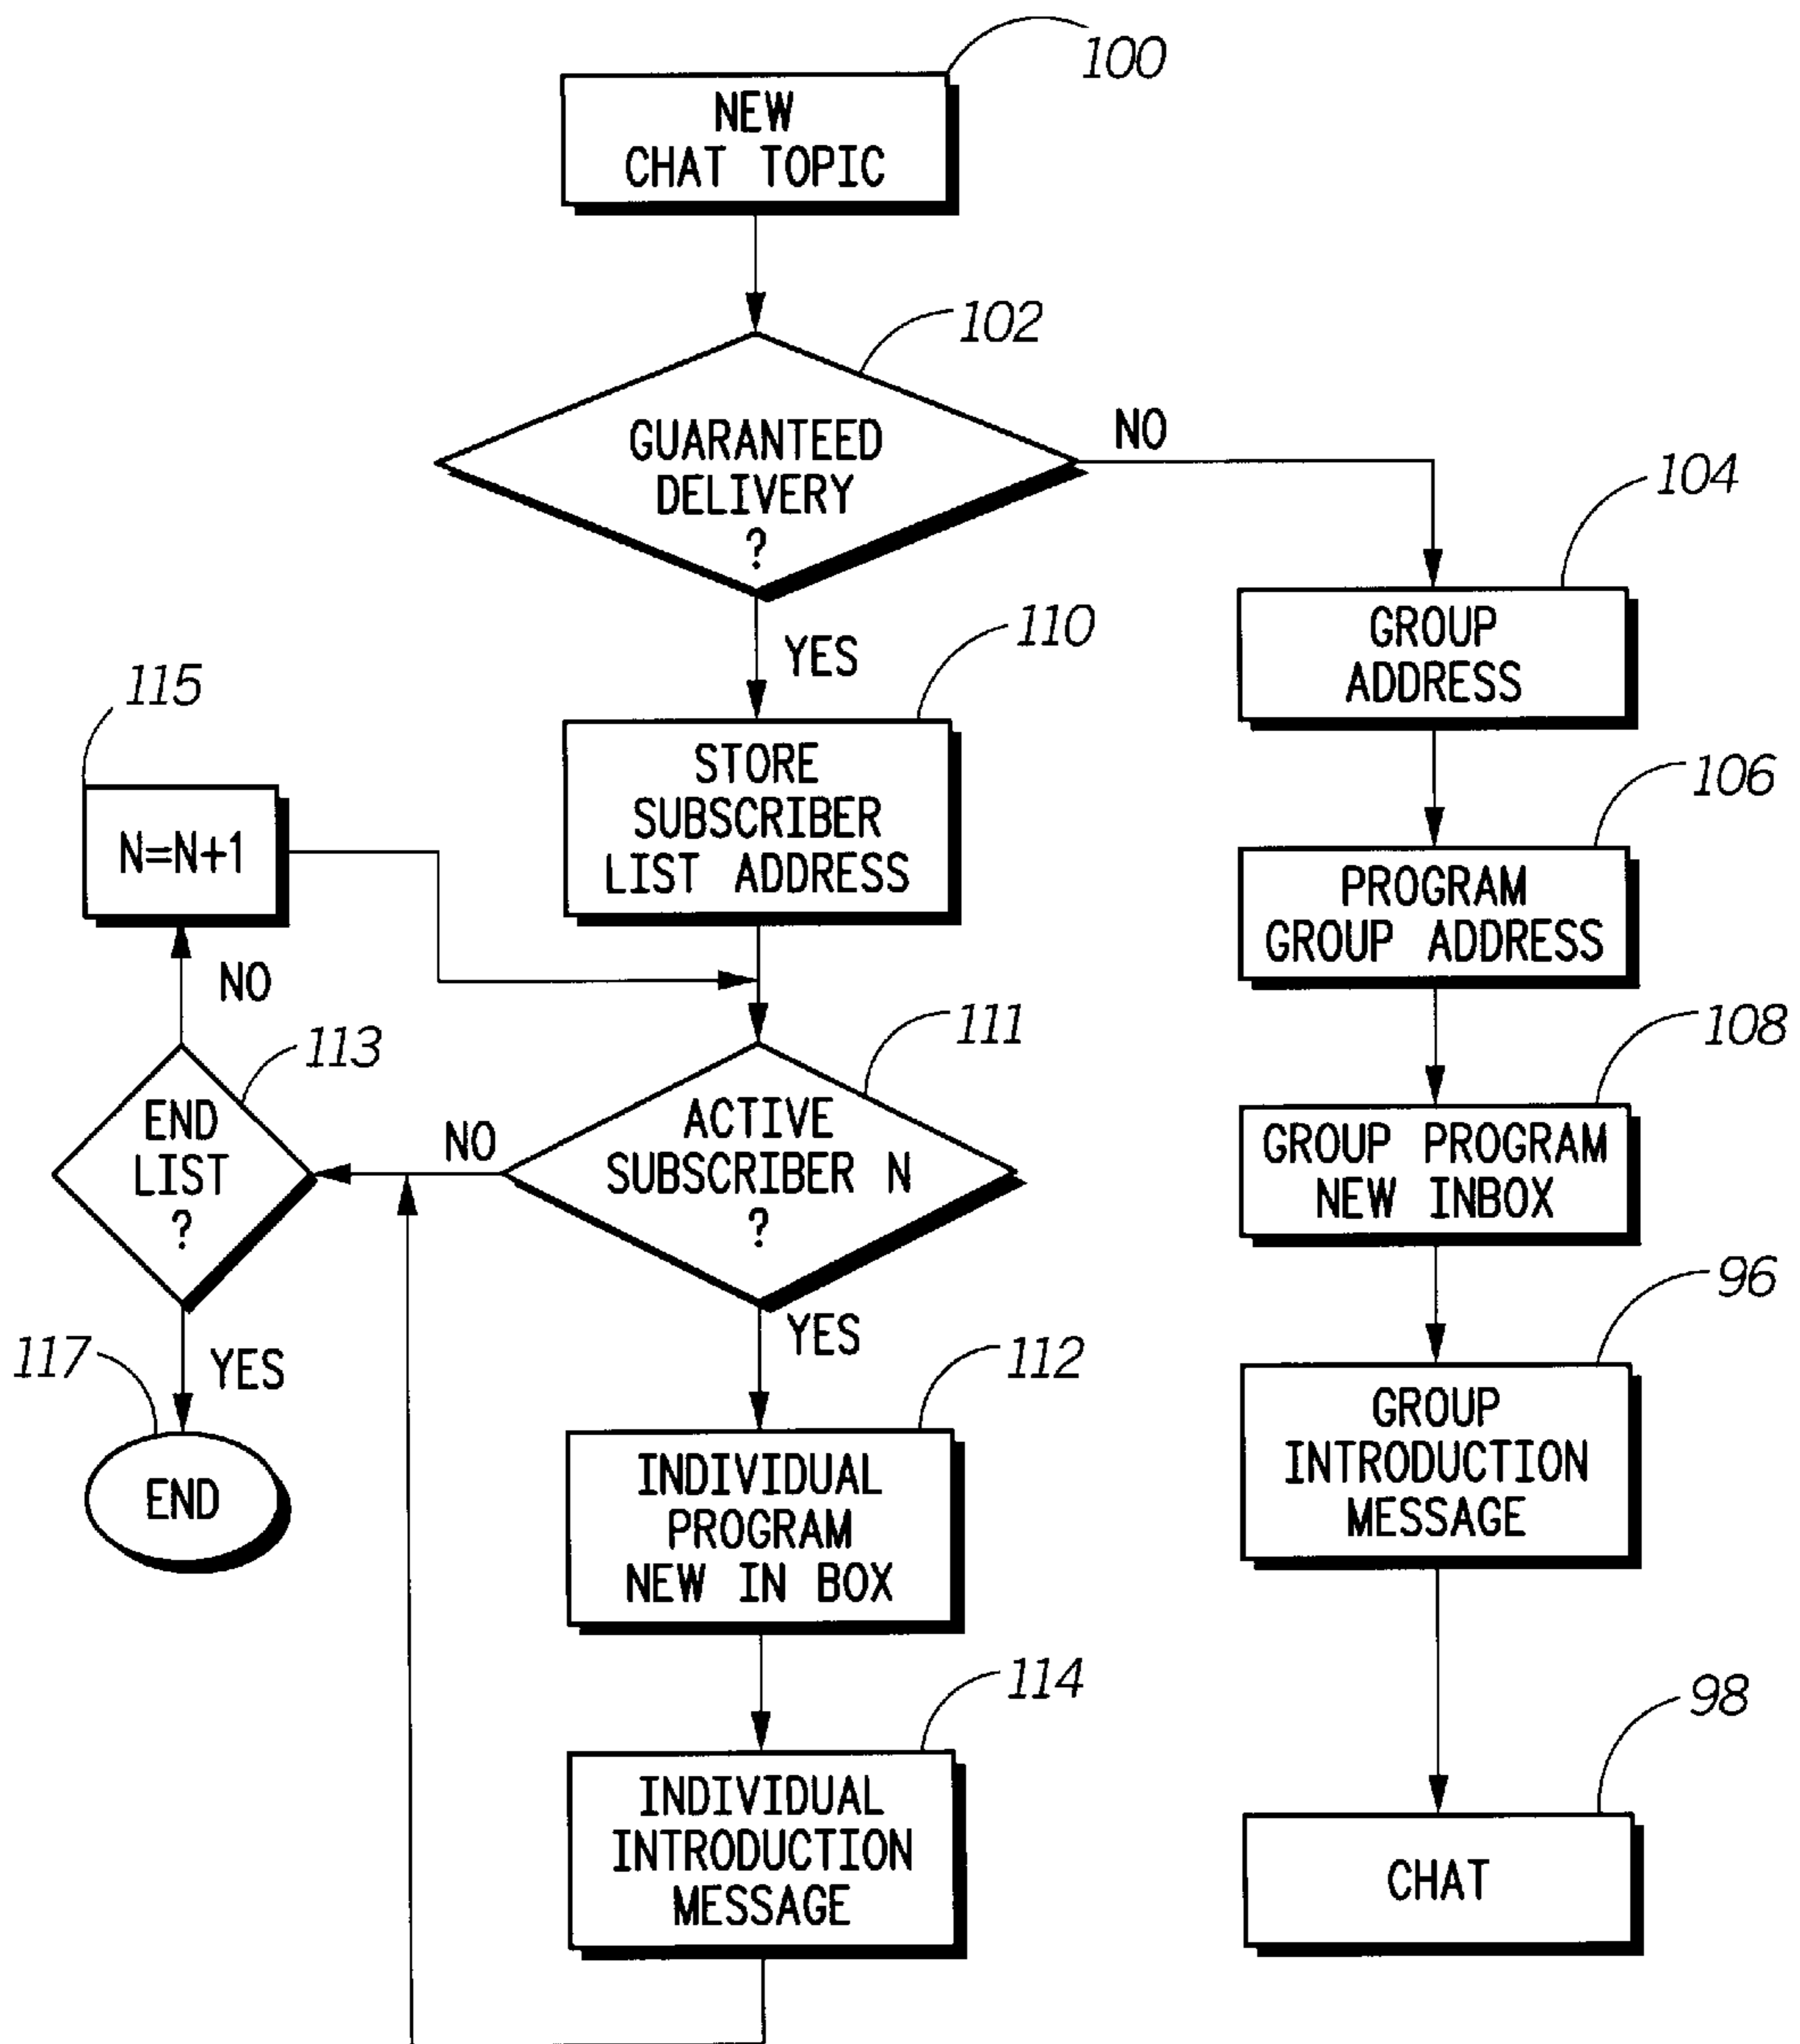 100
NEW
CHAT TOPIC
102
GUARANTEED
DELIVERY
?
NO
YES
104
GROUP
ADDRESS
110
STORE
SUBSCRIBER
LIST ADDRESS
115
N=N+1
106
PROGRAM
GROUP ADDRESS
NO
113
END
LIST
?
NO
111
ACTIVE
SUBSCRIBER N
?
108
GROUP PROGRAM
NEW INBOX
YES
YES
117
END
112
INDIVIDUAL
PROGRAM
NEW IN BOX
96
GROUP
INTRODUCTION
MESSAGE
114
INDIVIDUAL
INTRODUCTION
MESSAGE
98
CHAT